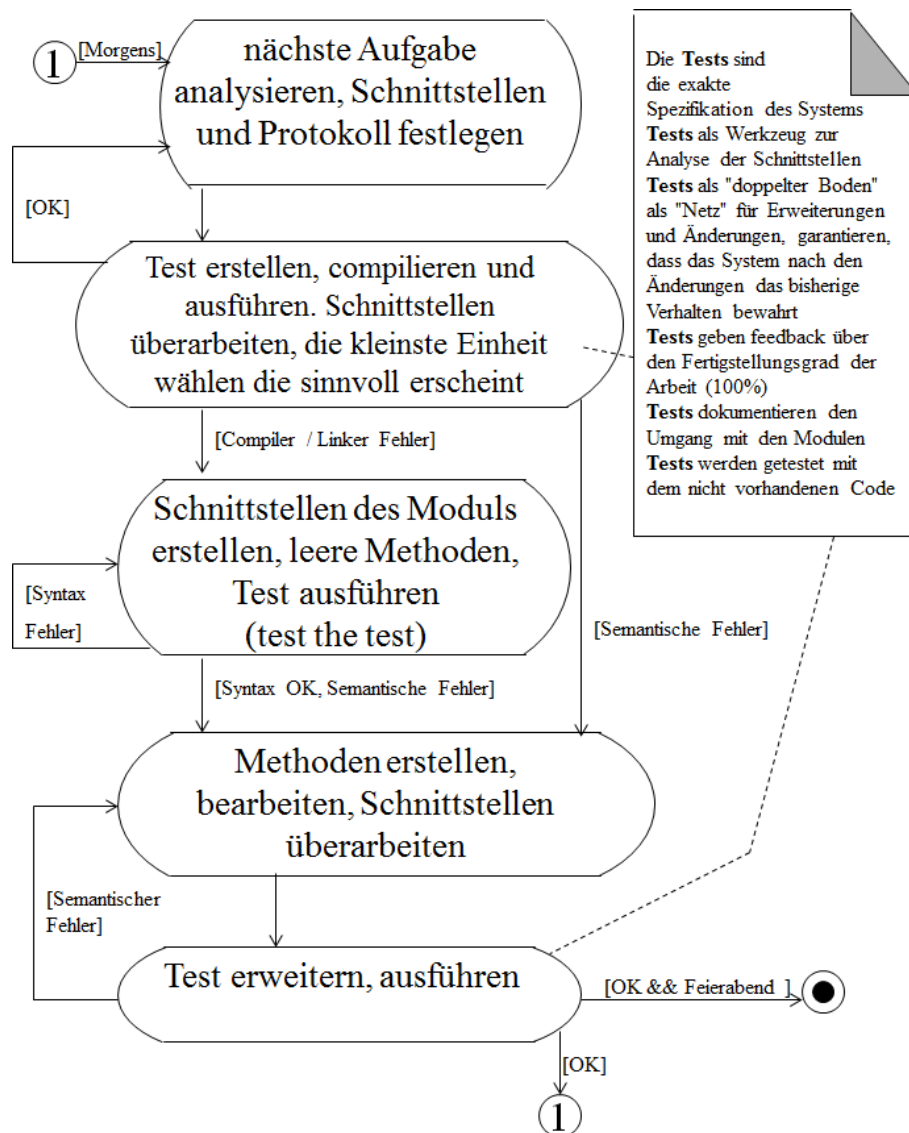 1
[Morgens]
nächste Aufgabe
analysieren, Schnittstellen
und Protokoll festlegen
[OK]
Test erstellen, compilieren und
ausführen. Schnittstellen
überarbeiten, die kleinste Einheit
wählen die sinnvoll erscheint
[Compiler / Linker Fehler]
Schnittstellen des Moduls
erstellen, leere Methoden,
Test ausführen
(test the test)
[Syntax
Fehler]
[Semantische Fehler]
[Syntax OK, Semantische Fehler]
Methoden erstellen,
bearbeiten, Schnittstellen
überarbeiten
[Semantischer
Fehler]
Test erweitern, ausführen
[OK && Feierabend ]
[OK]
1
Die Tests sind
die exakte
Spezifikation des Systems
Tests als Werkzeug zur
Analyse der Schnittstellen
Tests als "doppelter Boden"
als "Netz" für Erweiterungen
und Änderungen, garantieren,
dass das System nach den
Änderungen das bisherige
Verhalten bewahrt
Tests geben feedback über
den Fertigstellungsgrad der
Arbeit (100%)
Tests dokumentieren den
Umgang mit den Modulen
Tests werden getestet mit
dem nicht vorhandenen Code